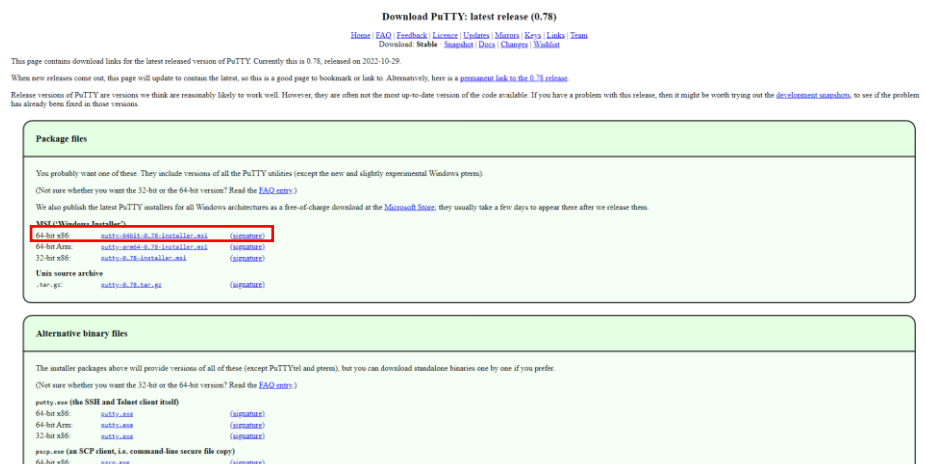 Download PuTTY: latest release (0.78)
Home | FAQ | Feedback | Licence | Updates | Mirrors | Keys | Links | Team
Download: Stable · Snapshot | Docs | Changes | Wishlist
This page contains download links for the latest released version of PuTTY. Currently this is 0.78, released on 2022-10-29.
When new releases come out, this page will update to contain the latest, so this is a good page to bookmark or link to. Alternatively, here is a permanent link to the 0.78 release.
Release versions of PuTTY are versions we think are reasonably likely to work well. However, they are often not the most up-to-date version of the code available. If you have a problem with this release, then it might be worth trying out the development snapshots, to see if the problem
has already been fixed in those versions.
Package files
You probably want one of these. They include versions of all the PuTTY utilities (except the new and slightly experimental Windows pterm).
(Not sure whether you want the 32-bit or the 64-bit version? Read the FAQ entry.)
We also publish the latest PuTTY installers for all Windows architectures as a free-of-charge download at the Microsoft Store; they usually take a few days to appear there after we release them.
MSI ('Windows Installer')
64-bit x86: putty-64bit-0.78-installer.msi (signature)
64-bit Arm: putty-arm64-0.78-installer.msi (signature)
32-bit x86: putty-0.78-installer.msi (signature)
Unix source archive
.tar.gz: putty-0.78.tar.gz (signature)
Alternative binary files
The installer packages above will provide versions of all of these (except PuTTYtel and pterm), but you can download standalone binaries one by one if you prefer.
(Not sure whether you want the 32-bit or the 64-bit version? Read the FAQ entry.)
putty.exe (the SSH and Telnet client itself)
64-bit x86: putty.exe (signature)
64-bit Arm: putty.exe (signature)
32-bit x86: putty.exe (signature)
pscp.exe (an SCP client, i.e. command-line secure file copy)
64-bit x86: pscp.exe (signature)